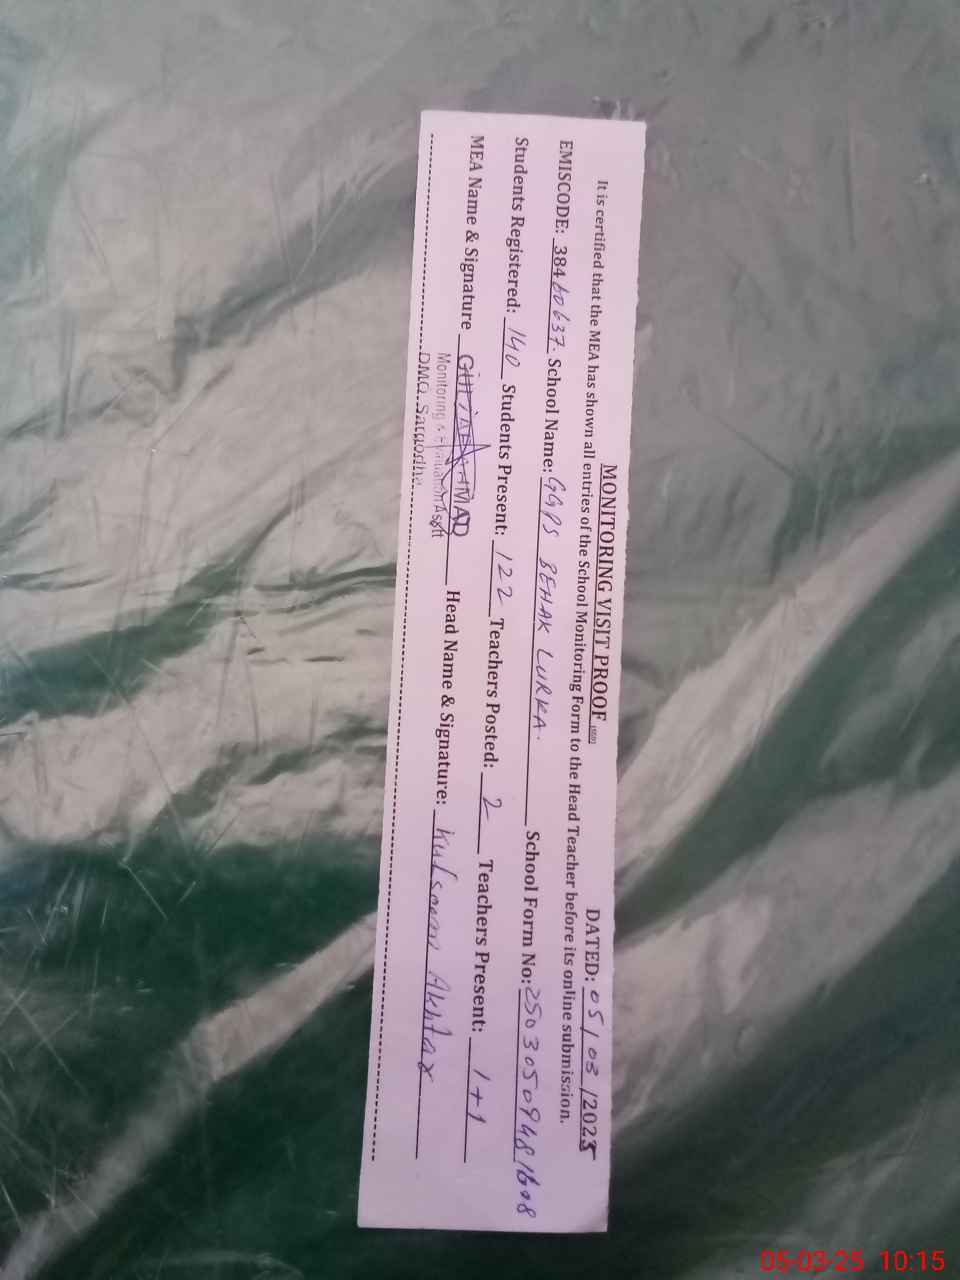 MONITORING VISIT PROOF
DATED: 05/03/2025
It is certified that the MEA has shown all entries of the School Monitoring Form to the Head Teacher before its online submission.
EMISCODE: 38460637. School Name: GGPS BEHAK LURKA. School Form No: 25030509481608
Students Registered: 140 Students Present: 122 Teachers Posted: 2 Teachers Present: 1+1
MEA Name & Signature AHMAD Head Name & Signature: Kulsoom Akhtar
Monitoring & Evaluation Asstt
DMO, Sargodha
05-03-25 10:15